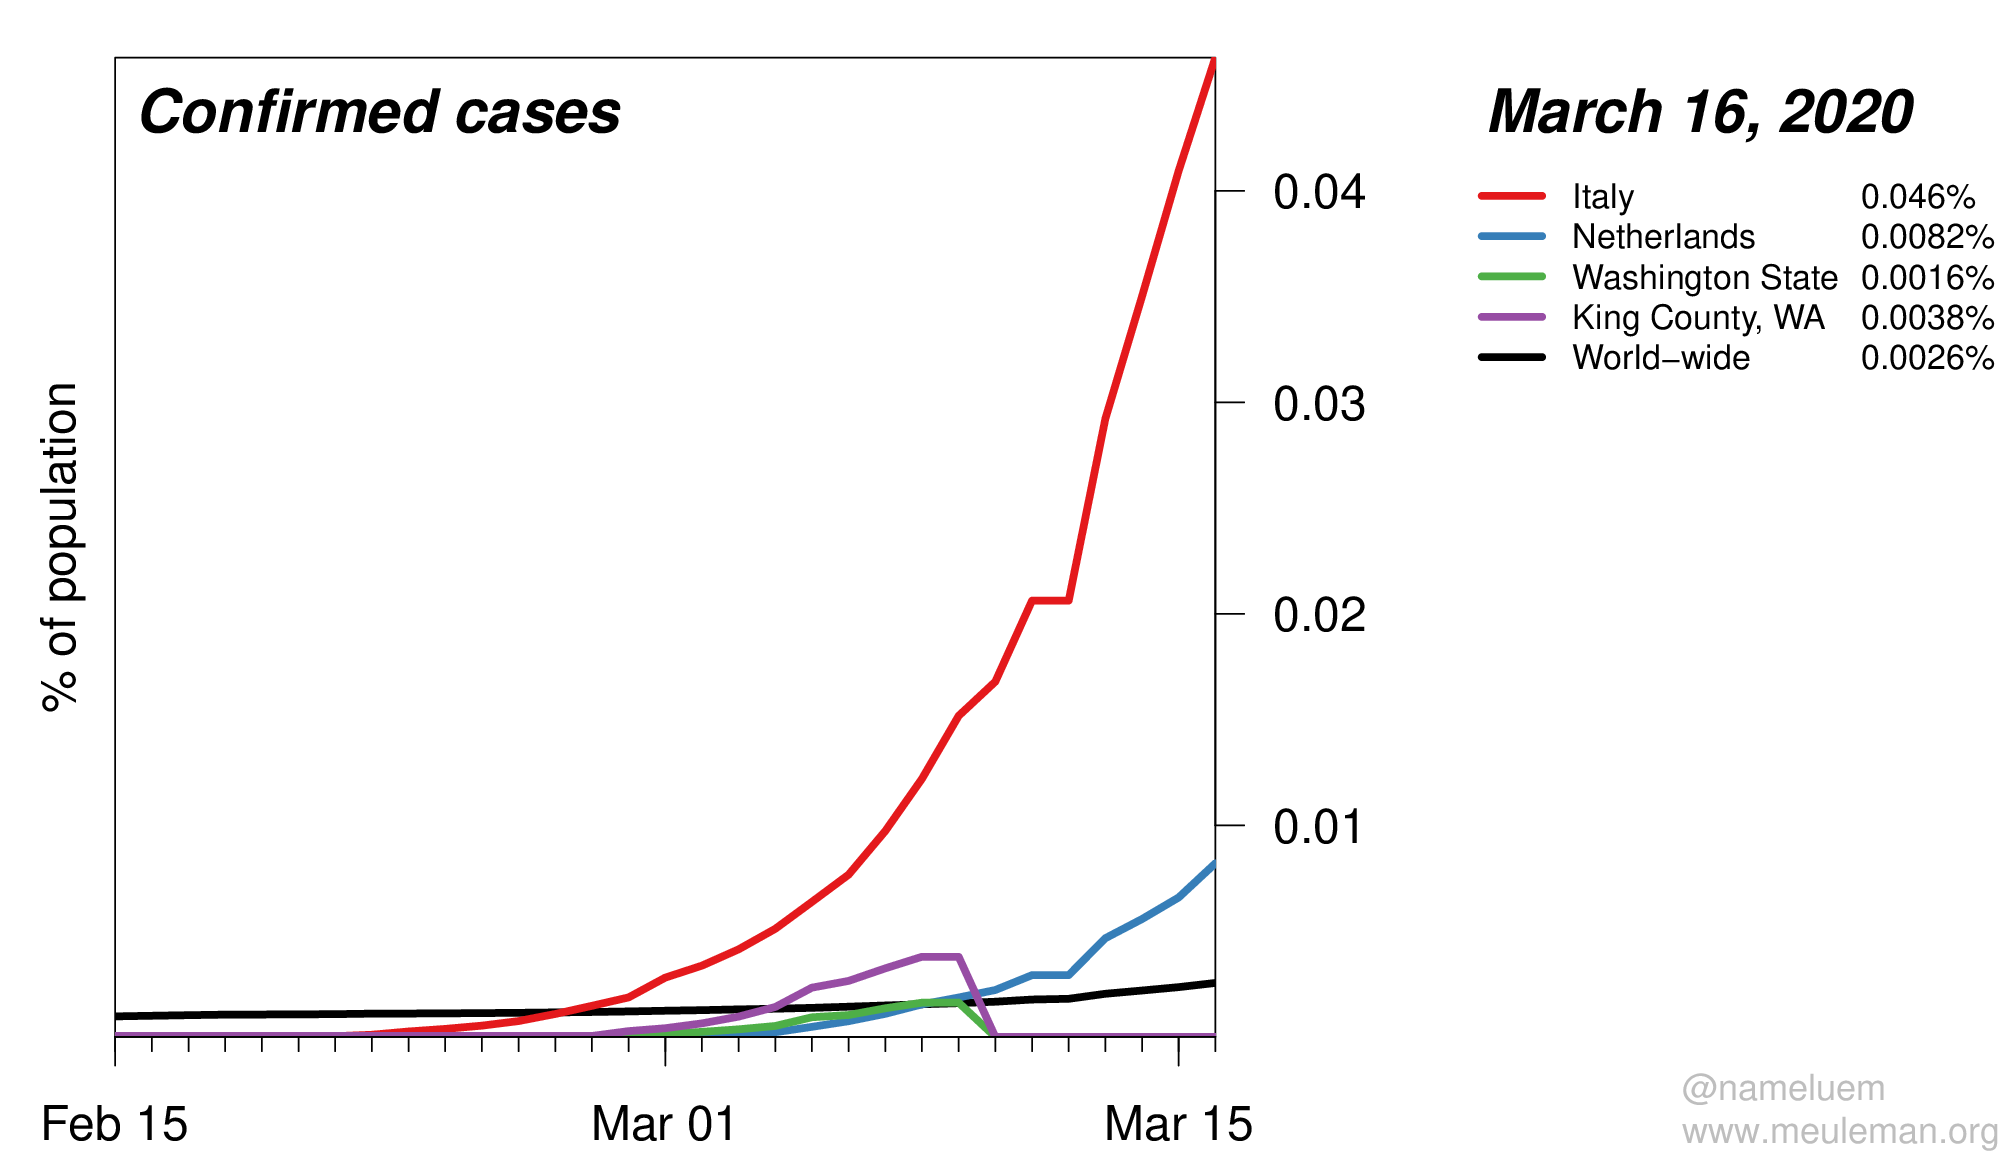 Confirmed cases
March 16, 2020
Italy 0.046%
Netherlands 0.0082%
Washington State 0.0016%
King County, WA 0.0038%
World−wide 0.0026%
% of population
0.04
0.03
0.02
0.01
Feb 15 Mar 01 Mar 15
@nameluem
www.meuleman.org